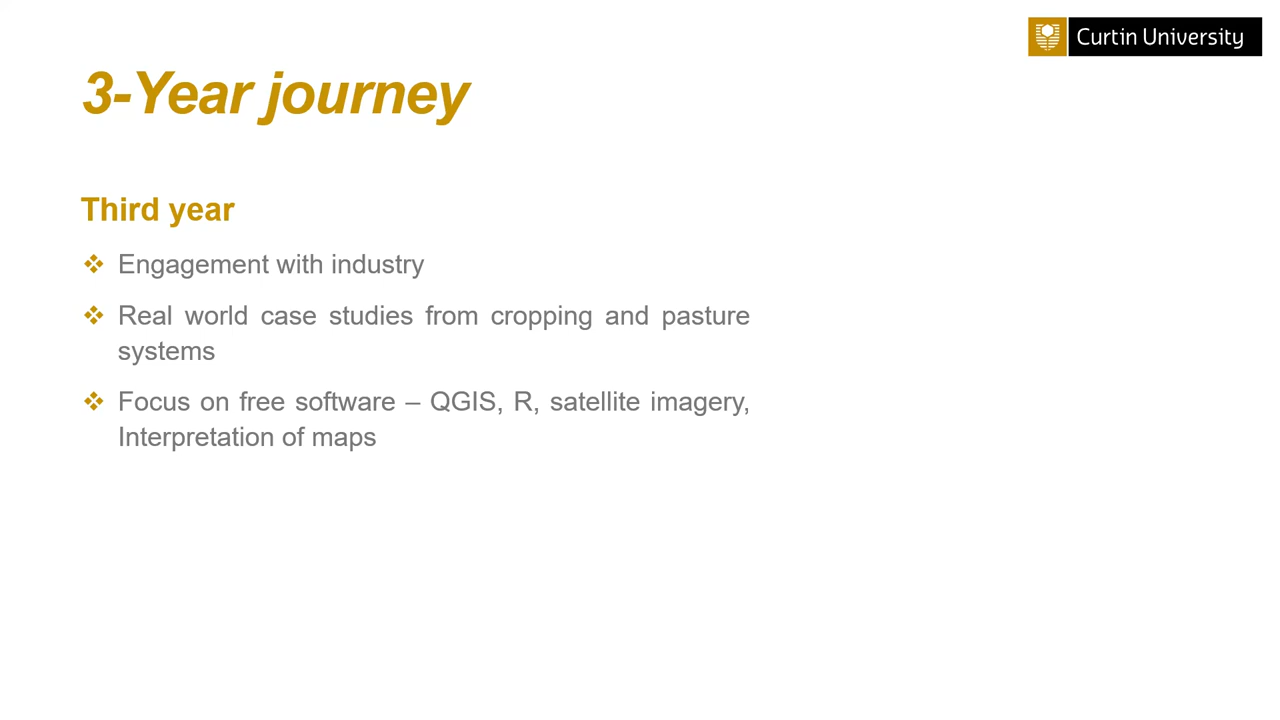 Curtin University
3-Year journey
Third year
❖ Engagement with industry
❖ Real world case studies from cropping and pasture
systems
❖ Focus on free software – QGIS, R, satellite imagery,
Interpretation of maps